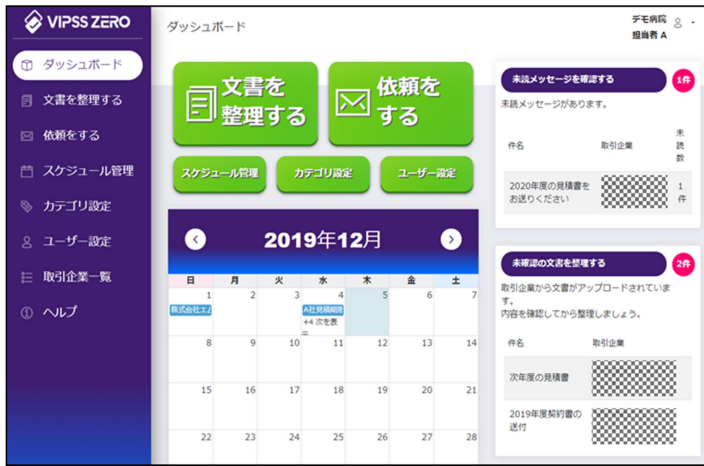 VIPSS ZERO
ダッシュボード
文書を整理する
依頼をする
スケジュール管理
カテゴリ設定
ユーザー設定
取引企業一覧
ヘルプ
ダッシュボード
デモ病院
担当者 A
文書を
整理する
依頼を
する
スケジュール管理
カテゴリ設定
ユーザー設定
2019年12月
日 月 火 水 木 金 土
1 2 3 4 5 6 7
株式会社エ
A社見積期限
+4 次を表
8 9 10 11 12 13 14
15 16 17 18 19 20 21
22 23 24 25 26 27 28
未読メッセージを確認する
1件
未読メッセージがあります。
件名 取引企業 未
読
数
2020年度の見積書を
お送りください
1
件
未確認の文書を整理する
2件
取引企業から文書がアップロードされていま
す。
内容を確認してから整理しましょう。
件名 取引企業
次年度の見積書
2019年度契約書の
送付